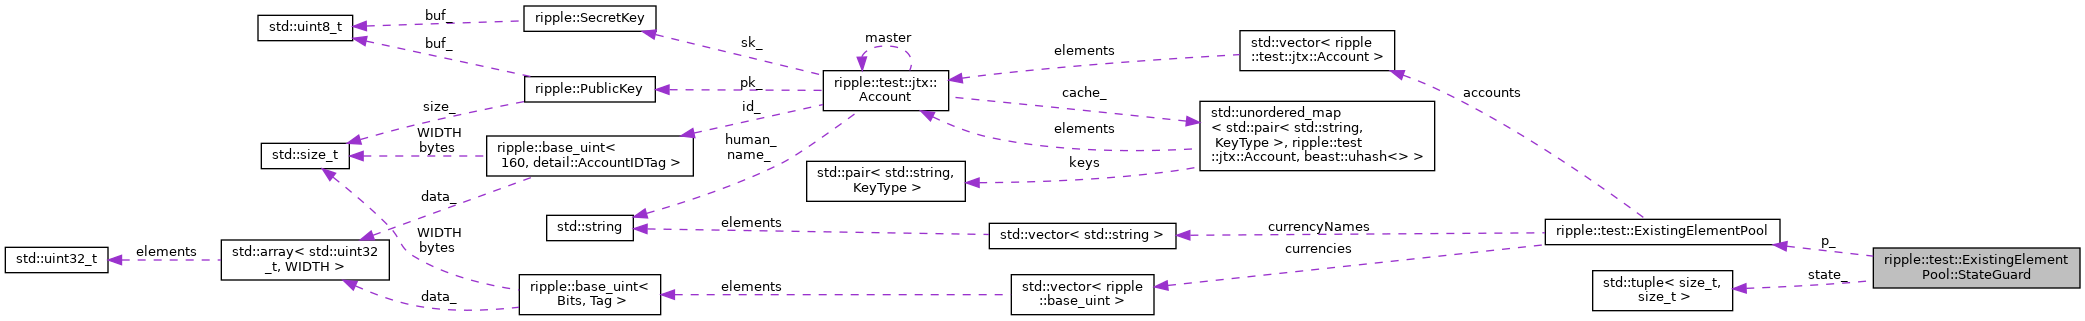 std::uint8_t
buf_
ripple::SecretKey
buf_
sk_
master
ripple::test::jtx::
Account
elements
std::vector< ripple
::test::jtx::Account >
accounts
ripple::PublicKey
pk_
size_
id_
cache_
std::unordered_map
< std::pair< std::string,
KeyType >, ripple::test
::jtx::Account, beast::uhash<> >
elements
keys
std::size_t
WIDTH
bytes
ripple::base_uint<
160, detail::AccountIDTag >
human_
name_
std::pair< std::string,
KeyType >
data_
std::string
elements
std::vector< std::string >
currencyNames
ripple::test::ExistingElementPool
p_
ripple::test::ExistingElement
Pool::StateGuard
std::uint32_t
elements
std::array< std::uint32
_t, WIDTH >
WIDTH
bytes
currencies
data_
ripple::base_uint<
Bits, Tag >
elements
std::vector< ripple
::base_uint >
std::tuple< size_t,
size_t >
state_